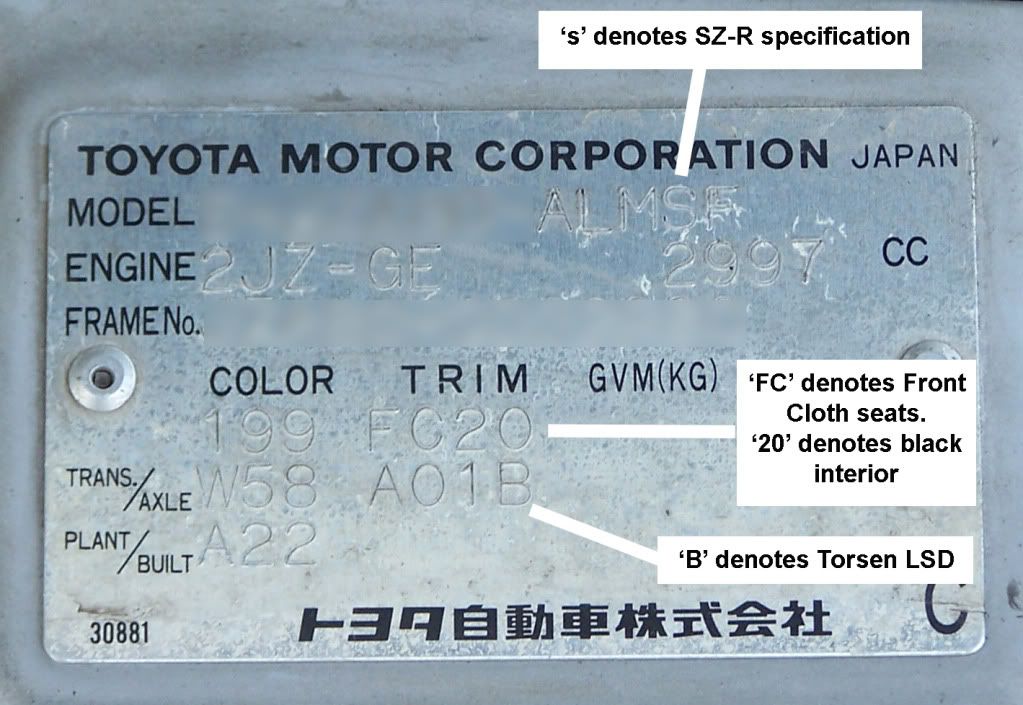 ‘s’ denotes SZ-R specification
TOYOTA MOTOR CORPORATION JAPAN
MODEL ALMSF
ENGINE 2JZ-GE 2997 CC
FRAME No.
COLOR TRIM GVM(KG)
199 FC20
‘FC’ denotes Front
Cloth seats.
‘20’ denotes black
interior
TRANS./AXLE W58 A01B
PLANT/BUILT A22
‘B’ denotes Torsen LSD
C
30881
トヨタ自動車株式会社